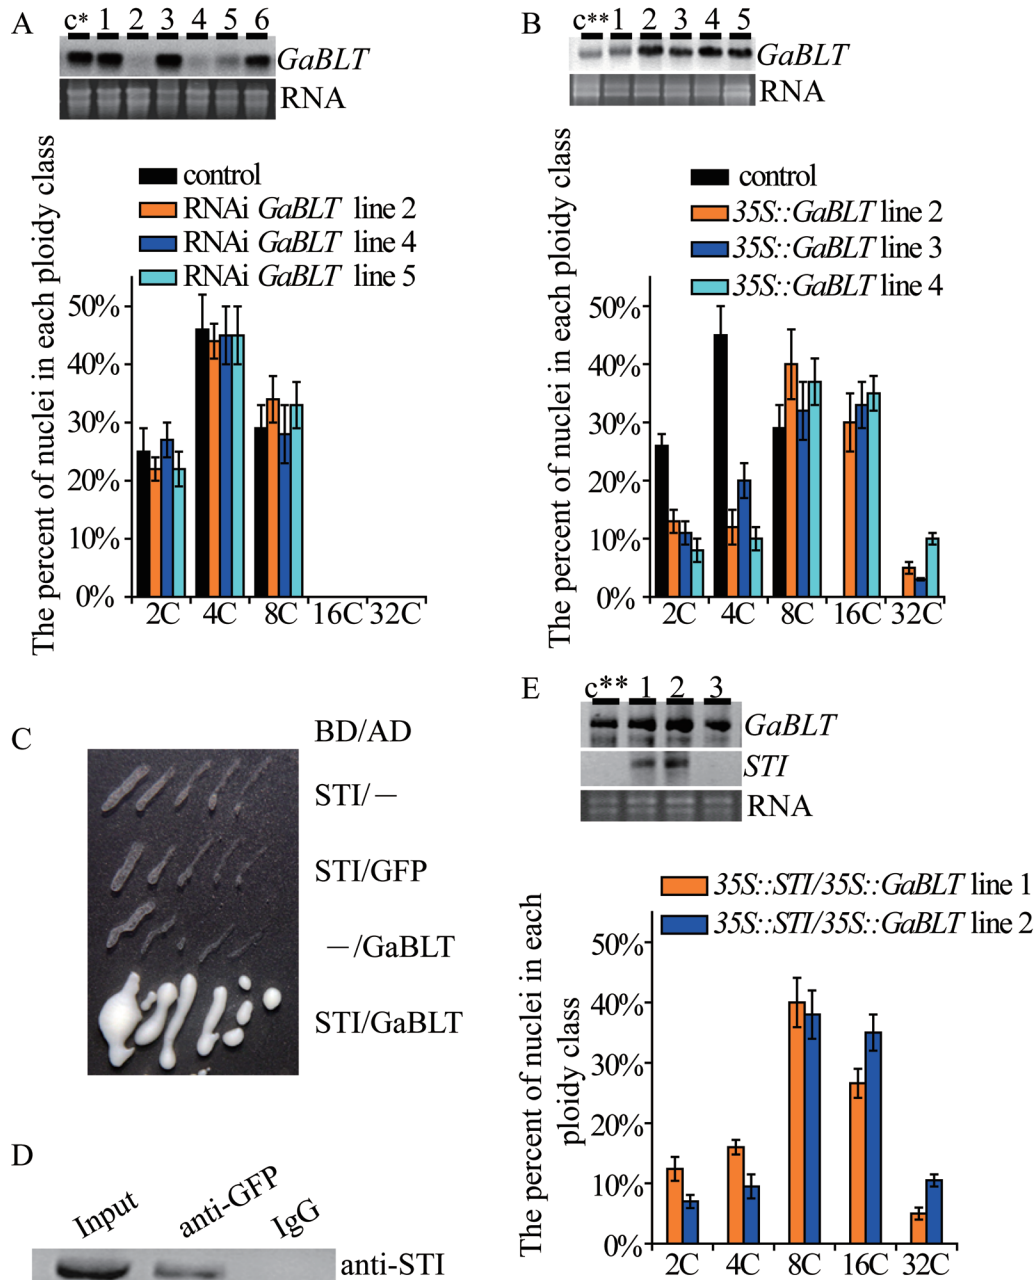 A
c* 1 2 3 4 5 6
GaBLT
RNA
The percent of nuclei in each ploidy class
control
RNAi GaBLT line 2
RNAi GaBLT line 4
RNAi GaBLT line 5
50%
40%
30%
20%
10%
0%
2C 4C 8C 16C 32C
B
c** 1 2 3 4 5
GaBLT
RNA
The percent of nuclei in each ploidy class
control
35S::GaBLT line 2
35S::GaBLT line 3
35S::GaBLT line 4
50%
40%
30%
20%
10%
0%
2C 4C 8C 16C 32C
C
BD/AD
STI/—
STI/GFP
—/GaBLT
STI/GaBLT
D
Input anti-GFP IgG
anti-STI
E
c** 1 2 3
GaBLT
STI
RNA
35S::STI/35S::GaBLT line 1
35S::STI/35S::GaBLT line 2
The percent of nuclei in each
ploidy class
50%
40%
30%
20%
10%
0%
2C 4C 8C 16C 32C